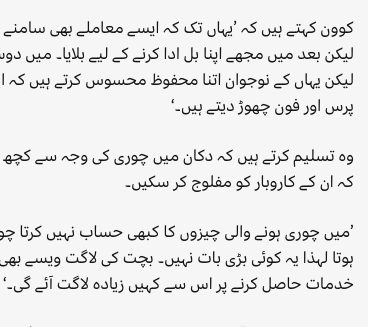 کوون کہتے ہیں کہ ’یہاں تک کہ ایسے معاملے بھی سامنے
لیکن بعد میں مجھے اپنا بل ادا کرنے کے لیے بلایا۔ میں
لیکن یہاں کے نوجوان اتنا محفوظ محسوس کرتے ہیں کہ
پرس اور فون چھوڑ دیتے ہیں۔‘
وہ تسلیم کرتے ہیں کہ دکان میں چوری کی وجہ سے کچھ
کہ ان کے کاروبار کو مفلوج کر سکیں۔
’میں چوری ہونے والی چیزوں کا کبھی حساب نہیں کرتا
ہوتا لہذا یہ کوئی بڑی بات نہیں۔ بچت کی لاگت ویسے بھی
خدمات حاصل کرنے پر اس سے کہیں زیادہ لاگت آئے گی۔‘